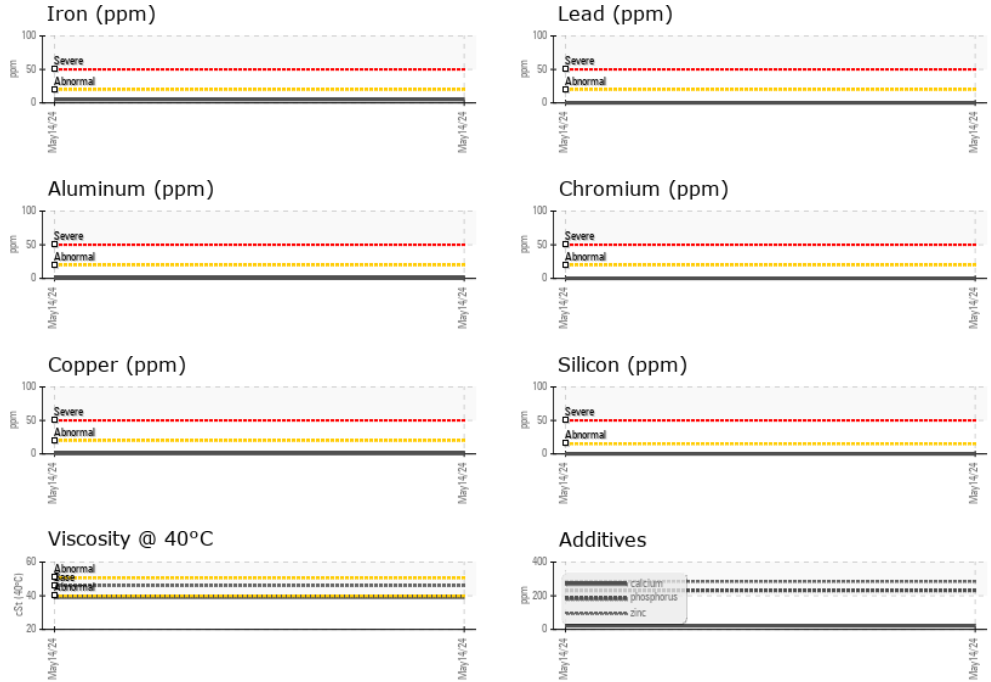 Iron (ppm)
100
Severe
ppm
50
Abnormal
0
May14/24
May14/24
Lead (ppm)
100
Severe
ppm
50
Abnormal
0
May14/24
May14/24
Aluminum (ppm)
100
Severe
ppm
50
Abnormal
0
May14/24
May14/24
Chromium (ppm)
100
Severe
ppm
50
Abnormal
0
May14/24
May14/24
Copper (ppm)
100
Severe
ppm
50
Abnormal
0
May14/24
May14/24
Silicon (ppm)
100
Severe
ppm
50
Abnormal
0
May14/24
May14/24
Viscosity @ 40°C
60
Abnormal
Base
Abnormal
cSt (40°C)
40
20
May14/24
May14/24
Additives
400
calcium
phosphorus
zinc
ppm
200
0
May14/24
May14/24